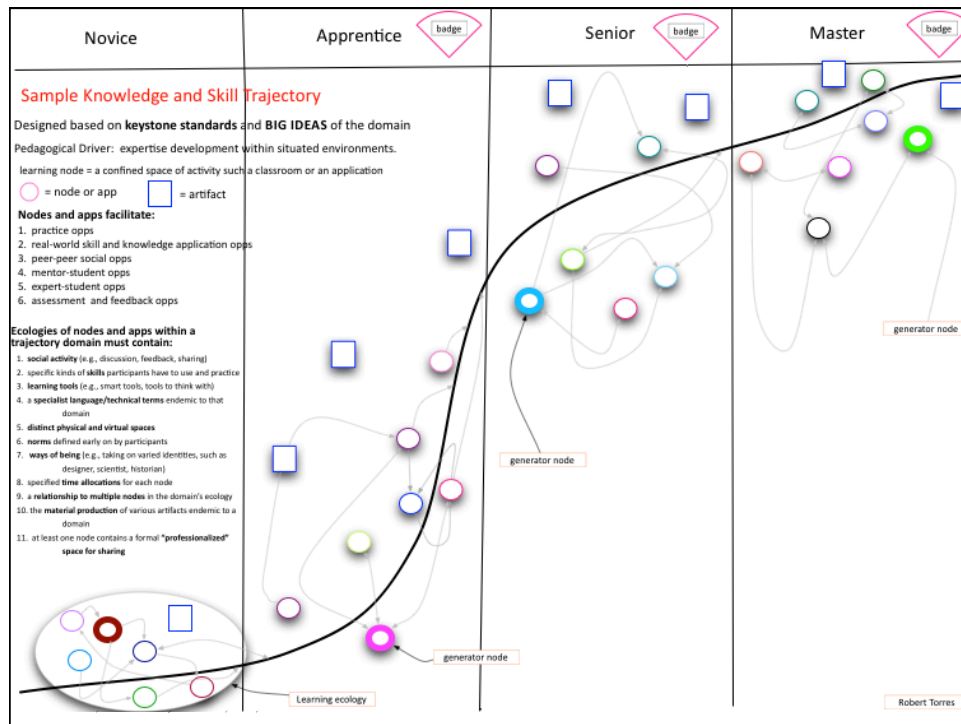 Novice
Apprentice
badge
Senior
badge
Master
badge
Sample Knowledge and Skill Trajectory
Designed based on keystone standards and BIG IDEAS of the domain
Pedagogical Driver: expertise development within situated environments.
learning node = a confined space of activity such a classroom or an application
= node or app
= artifact
Nodes and apps facilitate:
1. practice opps
2. real-world skill and knowledge application opps
3. peer-peer social opps
4. mentor-student opps
5. expert-student opps
6. assessment and feedback opps
Ecologies of nodes and apps within a
trajectory domain must contain:
1. social activity (e.g., discussion, feedback, sharing)
2. specific kinds of skills participants have to use and practice
3. learning tools (e.g., smart tools, tools to think with)
4. a specialist language/technical terms endemic to that
domain
5. distinct physical and virtual spaces
6. norms defined early on by participants
7. ways of being (e.g., taking on varied identities, such as
designer, scientist, historian)
8. specified time allocations for each node
9. a relationship to multiple nodes in the domain's ecology
10. the material production of various artifacts endemic to a
domain
11. at least one node contains a formal "professionalized"
space for sharing
generator node
generator node
generator node
Learning ecology
Robert Torres